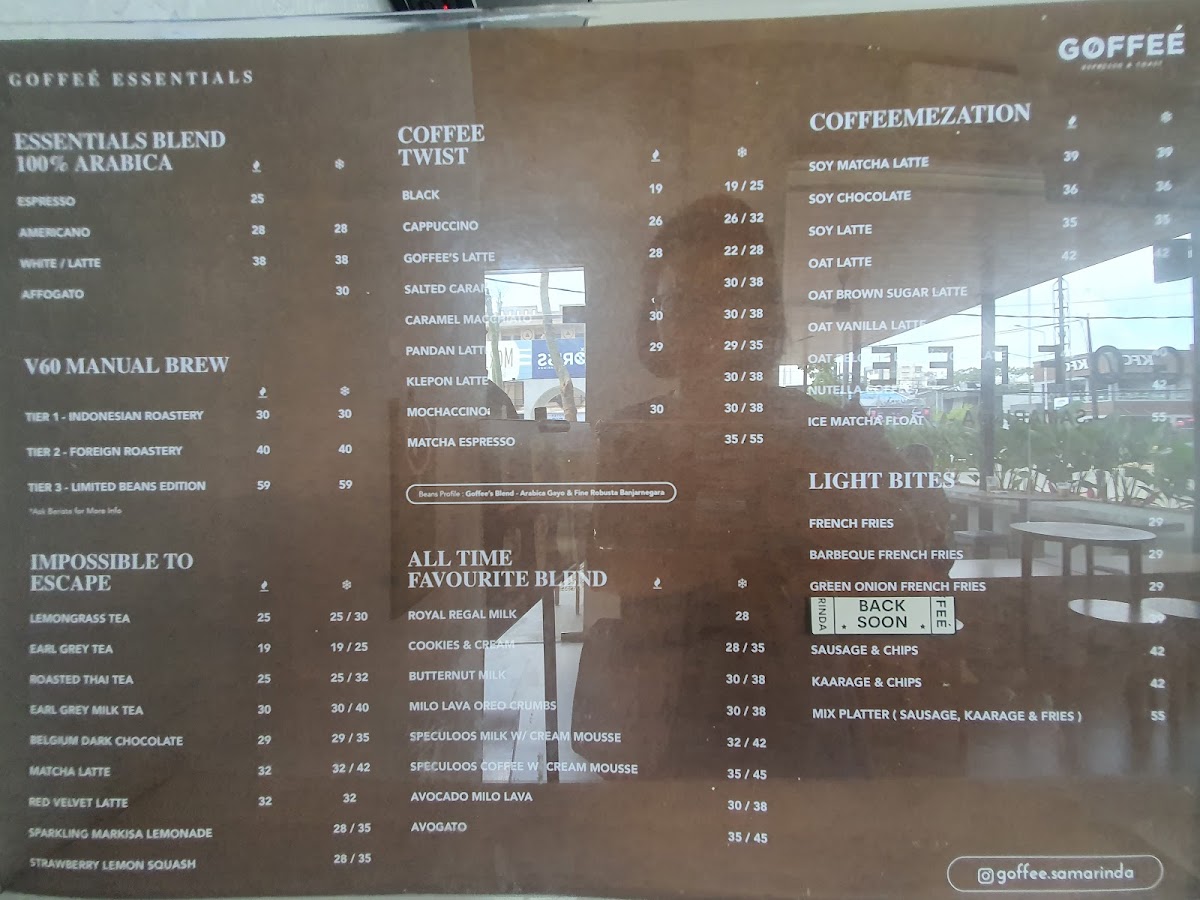 GOFFEÉ ESSENTIALS
GØFFEÉ
ESSENTIALS BLEND
100% ARABICA
ESPRESSO 25
AMERICANO 28 28
WHITE / LATTE 38 38
AFFOGATO 30
V60 MANUAL BREW
TIER 1 - INDONESIAN ROASTERY 30 30
TIER 2 - FOREIGN ROASTERY 40 40
TIER 3 - LIMITED BEANS EDITION 59 59
*Ask Barista for More Info
IMPOSSIBLE TO
ESCAPE
LEMONGRASS TEA 25 25 / 30
EARL GREY TEA 19 19 / 25
ROASTED THAI TEA 25 25 / 32
EARL GREY MILK TEA 30 30 / 40
BELGIUM DARK CHOCOLATE 29 29 / 35
MATCHA LATTE 32 32 / 42
RED VELVET LATTE 32 32
SPARKLING MARKISA LEMONADE 28 / 35
STRAWBERRY LEMON SQUASH 28 / 35
COFFEE
TWIST
BLACK 19 19 / 25
CAPPUCCINO 26 26 / 32
GOFFEE'S LATTE 28 22 / 28
SALTED 30 / 38
CARAMEL MACCHIATO 30 30 / 38
PANDAN LATTE 29 29 / 35
KLEPON LATTE 30 / 38
MOCHACCINO 30 30 / 38
MATCHA ESPRESSO 35 / 55
Beans Profile : Goffee's Blend - Arabica Gayo & Fine Robusta Banjarnegara
ALL TIME
FAVOURITE BLEND
ROYAL REGAL MILK 28
COOKIES & CREAM 28 / 35
BUTTERNUT MILK 30 / 38
MILO LAVA OREO CRUMBS 30 / 38
SPECULOOS MILK W/ CREAM MOUSSE 32 / 42
SPECULOOS COFFEE W CREAM MOUSSE 35 / 45
AVOCADO MILO LAVA 30 / 38
AVOGATO 35 / 45
COFFEEMEZATION
SOY MATCHA LATTE 39 39
SOY CHOCOLATE 36 36
SOY LATTE 35 35
OAT LATTE 42 42
OAT BROWN SUGAR LATTE
OAT VANILLA LATTE
OAT
NUTELLA 42
ICE MATCHA FLOAT 55
LIGHT BITES
FRENCH FRIES 29
BARBEQUE FRENCH FRIES 29
GREEN ONION FRENCH FRIES 29
RINDA BACK SOON FEÉ
SAUSAGE & CHIPS 42
KAARAGE & CHIPS 42
MIX PLATTER ( SAUSAGE, KAARAGE & FRIES ) 55
goffee.samarinda